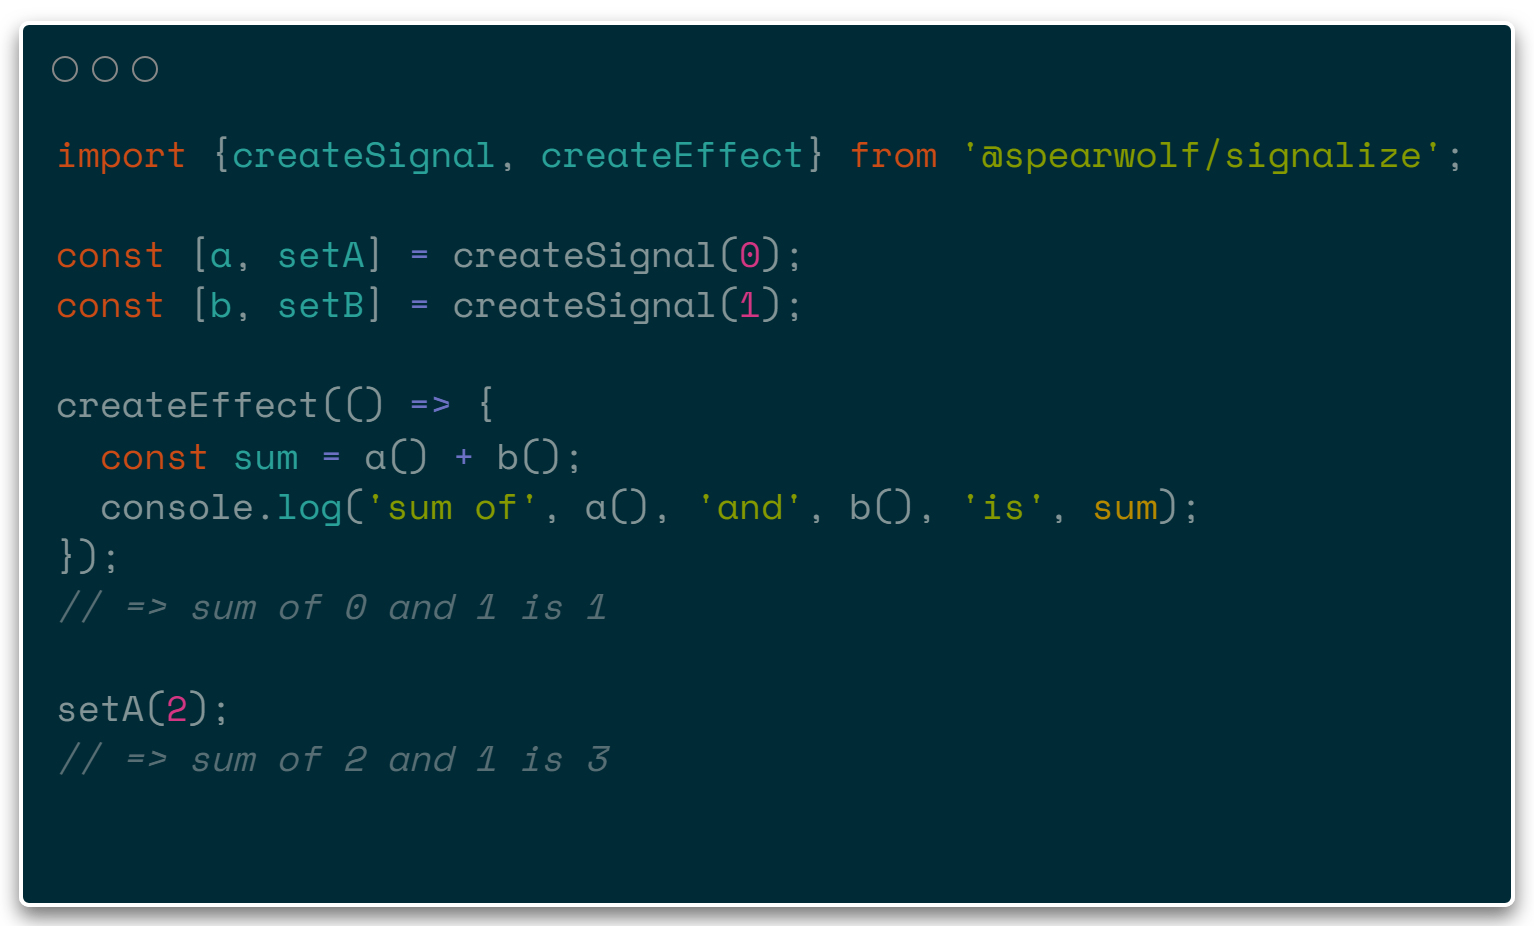 import {createSignal, createEffect} from '@spearwolf/signalize';
const [a, setA] = createSignal(0);
const [b, setB] = createSignal(1);
createEffect(() => {
  const sum = a() + b();
  console.log('sum of', a(), 'and', b(), 'is', sum);
});
// => sum of 0 and 1 is 1
setA(2);
// => sum of 2 and 1 is 3